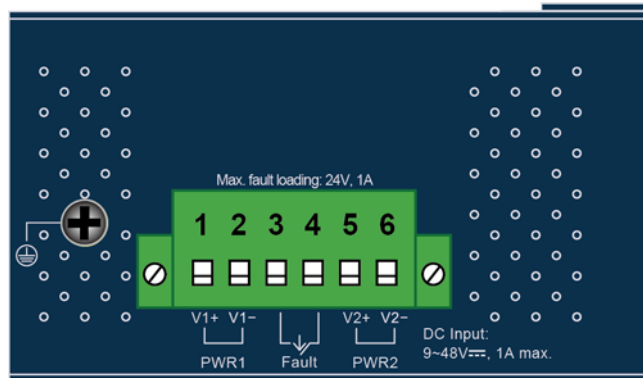 Max. fault loading: 24V, 1A
1 2 3 4 5 6
V1+ V1− V2+ V2−
PWR1 Fault PWR2
DC Input:
9~48V⎓, 1A max.